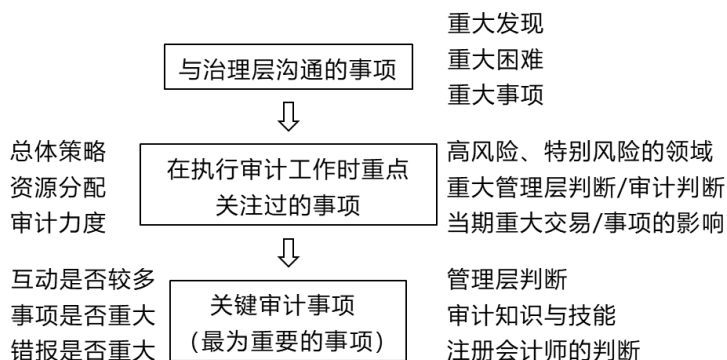 重大发现
与治理层沟通的事项
重大困难
重大事项
总体策略
在执行审计工作时重点
高风险、特别风险的领域
资源分配
关注过的事项
重大管理层判断/审计判断
审计力度
当期重大交易/事项的影响
互动是否较多
关键审计事项
管理层判断
事项是否重大
(最为重要的事项)
审计知识与技能
错报是否重大
注册会计师的判断